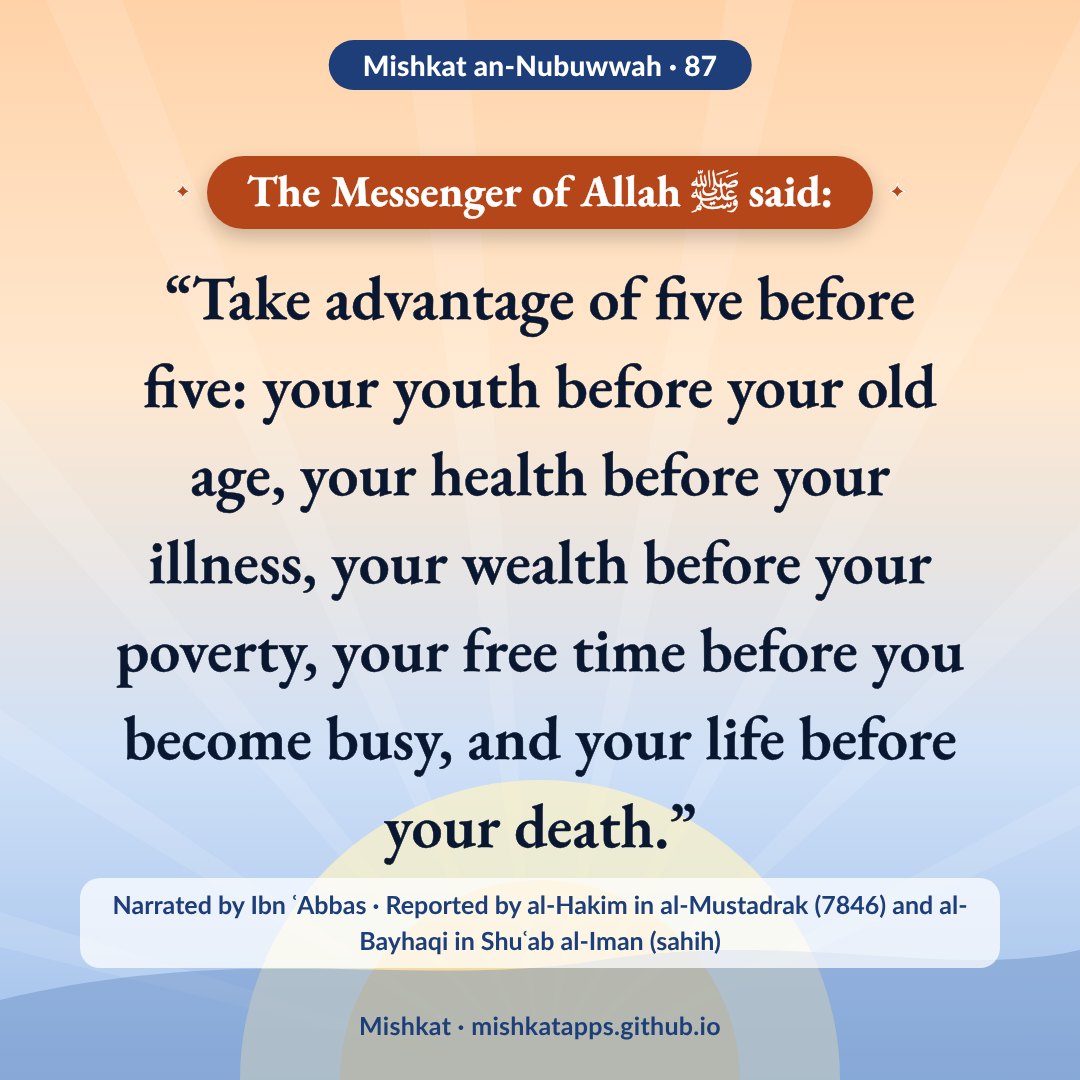 Mishkat an-Nubuwwah · 87
The Messenger of Allah ﷺ said:
“Take advantage of five before
five: your youth before your old
age, your health before your
illness, your wealth before your
poverty, your free time before you
become busy, and your life before
your death.”
Narrated by Ibn ʿAbbas · Reported by al-Hakim in al-Mustadrak (7846) and al-
Bayhaqi in Shuʿab al-Iman (sahih)
Mishkat · mishkatapps.github.io